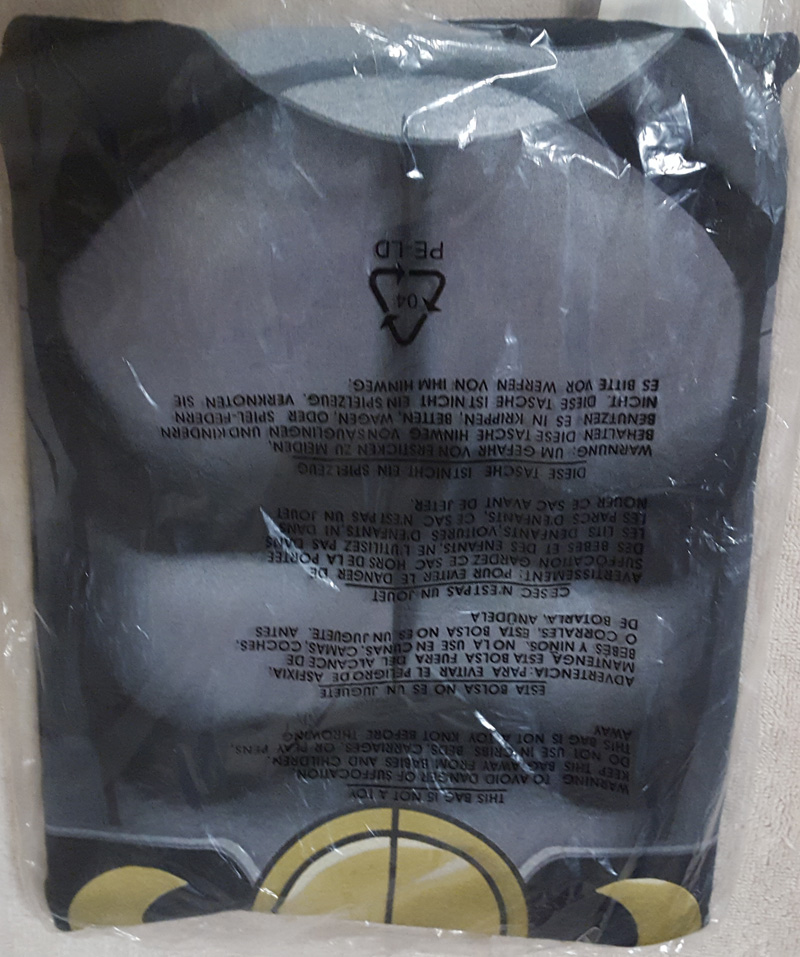 THIS BAG IS NOT A TOY
WARNING: TO AVOID DANGER OF SUFFOCATION
KEEP THIS BAG AWAY FROM BABIES AND CHILDREN.
DO NOT USE IN CRIBS, BEDS, CARRIAGES, OR PLAY PENS.
THIS BAG IS NOT A TOY KNOT BEFORE THROWING
AWAY
ESTA BOLSA NO ES UN JUGUETE
ADVERTENCIA: PARA EVITAR EL PELIGRO DE ASFIXIA,
MANTENGA ESTA BOLSA FUERA DEL ALCANCE DE
BEBES Y NIÑOS. NO LA USE EN CUNAS, CAMAS, COCHES,
O CORRALES. ESTA BOLSA NO ES UN JUGUETE. ANTES
DE BOTARLA, ANÚDELA
CE SEC N'EST PAS UN JOUET
AVERTISSEMENT: POUR EVITER LE DANGER DE
SUFFOCATION GARDEZ CE SAC HORS DE LA PORTEE
DES BEBES ET DES ENFANTS, NE L'UTILISEZ PAS DANS
LES LITS D'ENFANTS, VOITURES D'ENFANTS, NI DANS
LES PARCS D'ENFANTS, CE SAC N'EST PAS UN JOUET
NOUER CE SAC AVANT DE JETER.
DIESE TASCHE IST NICHT EIN SPIELZEUG
WARNUNG: UM GEFAHR VON ERSTICKEN ZU MEIDEN,
BEHALTEN DIESE TASCHE HINWEG VON SAUGLINGEN UND KINDERN
BENUTZEN ES IN KRIPPEN, BETTEN, WAGEN, ODER SPIEL-FEDERN
NICHT. DIESE TASCHE IST NICHT EIN SPIELZEUG. VERKNOTEN SIE
ES BITTE VOR WERFEN VON IHM HINWEG.
04
PE-LD